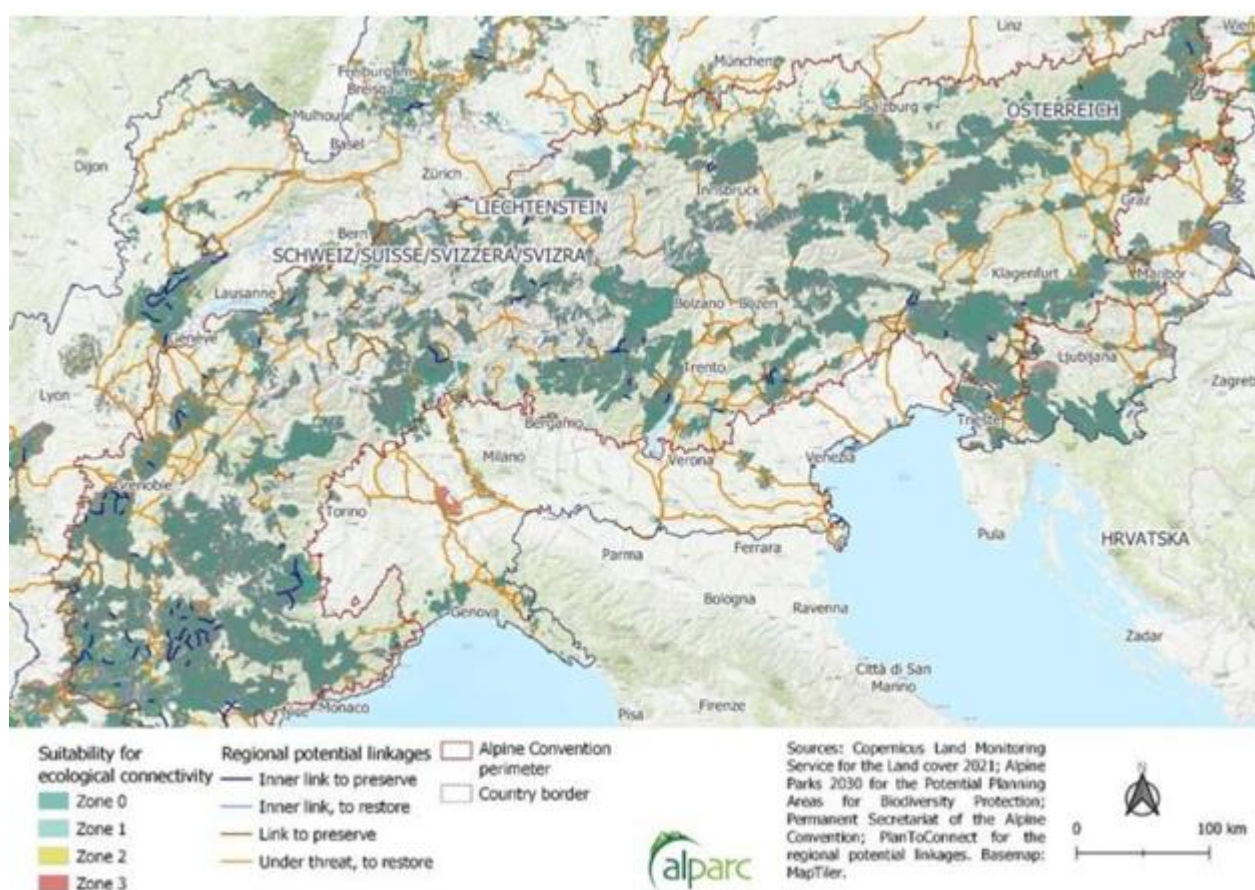 Linz
Wien
München
Freiburg im
Breisgau
Salzburg
ÖSTERREICH
Mulhouse
Basel
Dijon
Zürich
Innsbruck
LIECHTENSTEIN
Graz
Bern
SCHWEIZ/SUISSE/SVIZZERA/SVIZRA
Klagenfurt
Maribor
Lausanne
Bolzano - Bozen
Genève
Ljubljana
Trento
Zagreb
Lyon
Bergamo
Trieste
Milano
Verona
Venezia
Grenoble
Torino
Pula
HRVATSKA
Parma
Ferrara
Bologna
Genova
Ravenna
Zadar
Città di San
Marino
Monaco
Pisa
Firenze
Suitability for
ecological connectivity
Zone 0
Zone 1
Zone 2
Zone 3
Regional potential linkages
Inner link to preserve
Inner link, to restore
Link to preserve
Under threat, to restore
Alpine Convention
perimeter
Country border
alparc
Sources: Copernicus Land Monitoring
Service for the Land cover 2021; Alpine
Parks 2030 for the Potential Planning
Areas for Biodiversity Protection;
Permanent Secretariat of the Alpine
Convention; PlanToConnect for the
regional potential linkages. Basemap:
MapTiler.
N
0
100 km